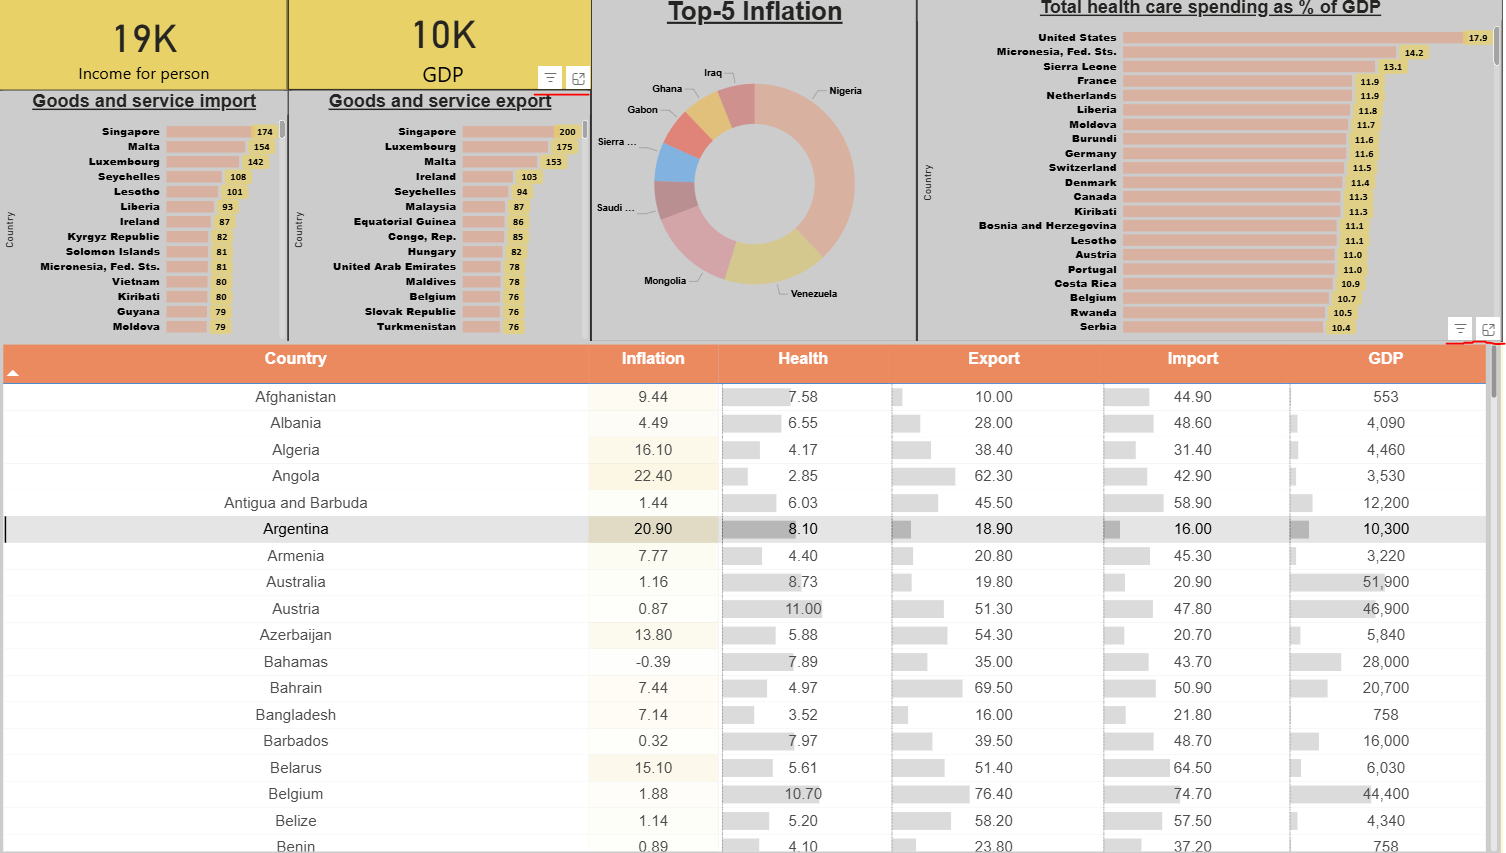 19K
Income for person
10K
GDP
Goods and service import
Country
Singapore 174
Malta 154
Luxembourg 142
Seychelles 108
Lesotho 101
Liberia 93
Ireland 87
Kyrgyz Republic 82
Solomon Islands 81
Micronesia, Fed. Sts. 81
Vietnam 80
Kiribati 80
Guyana 79
Moldova 79
Goods and service export
Country
Singapore 200
Luxembourg 175
Malta 153
Ireland 103
Seychelles 94
Malaysia 87
Equatorial Guinea 86
Congo, Rep. 85
Hungary 82
United Arab Emirates 78
Maldives 78
Belgium 76
Slovak Republic 76
Turkmenistan 76
Top-5 Inflation
Iraq
Ghana
Nigeria
Gabon
Sierra ...
Saudi ...
Mongolia
Venezuela
Total health care spending as % of GDP
Country
United States 17.9
Micronesia, Fed. Sts. 14.2
Sierra Leone 13.1
France 11.9
Netherlands 11.9
Liberia 11.8
Moldova 11.7
Burundi 11.6
Germany 11.6
Switzerland 11.5
Denmark 11.4
Canada 11.3
Kiribati 11.3
Bosnia and Herzegovina 11.1
Lesotho 11.1
Austria 11.0
Portugal 11.0
Costa Rica 10.9
Belgium 10.7
Rwanda 10.5
Serbia 10.4
Country Inflation Health Export Import GDP
Afghanistan 9.44 7.58 10.00 44.90 553
Albania 4.49 6.55 28.00 48.60 4,090
Algeria 16.10 4.17 38.40 31.40 4,460
Angola 22.40 2.85 62.30 42.90 3,530
Antigua and Barbuda 1.44 6.03 45.50 58.90 12,200
Argentina 20.90 8.10 18.90 16.00 10,300
Armenia 7.77 4.40 20.80 45.30 3,220
Australia 1.16 8.73 19.80 20.90 51,900
Austria 0.87 11.00 51.30 47.80 46,900
Azerbaijan 13.80 5.88 54.30 20.70 5,840
Bahamas -0.39 7.89 35.00 43.70 28,000
Bahrain 7.44 4.97 69.50 50.90 20,700
Bangladesh 7.14 3.52 16.00 21.80 758
Barbados 0.32 7.97 39.50 48.70 16,000
Belarus 15.10 5.61 51.40 64.50 6,030
Belgium 1.88 10.70 76.40 74.70 44,400
Belize 1.14 5.20 58.20 57.50 4,340
Benin 0.89 4.10 23.80 37.20 758